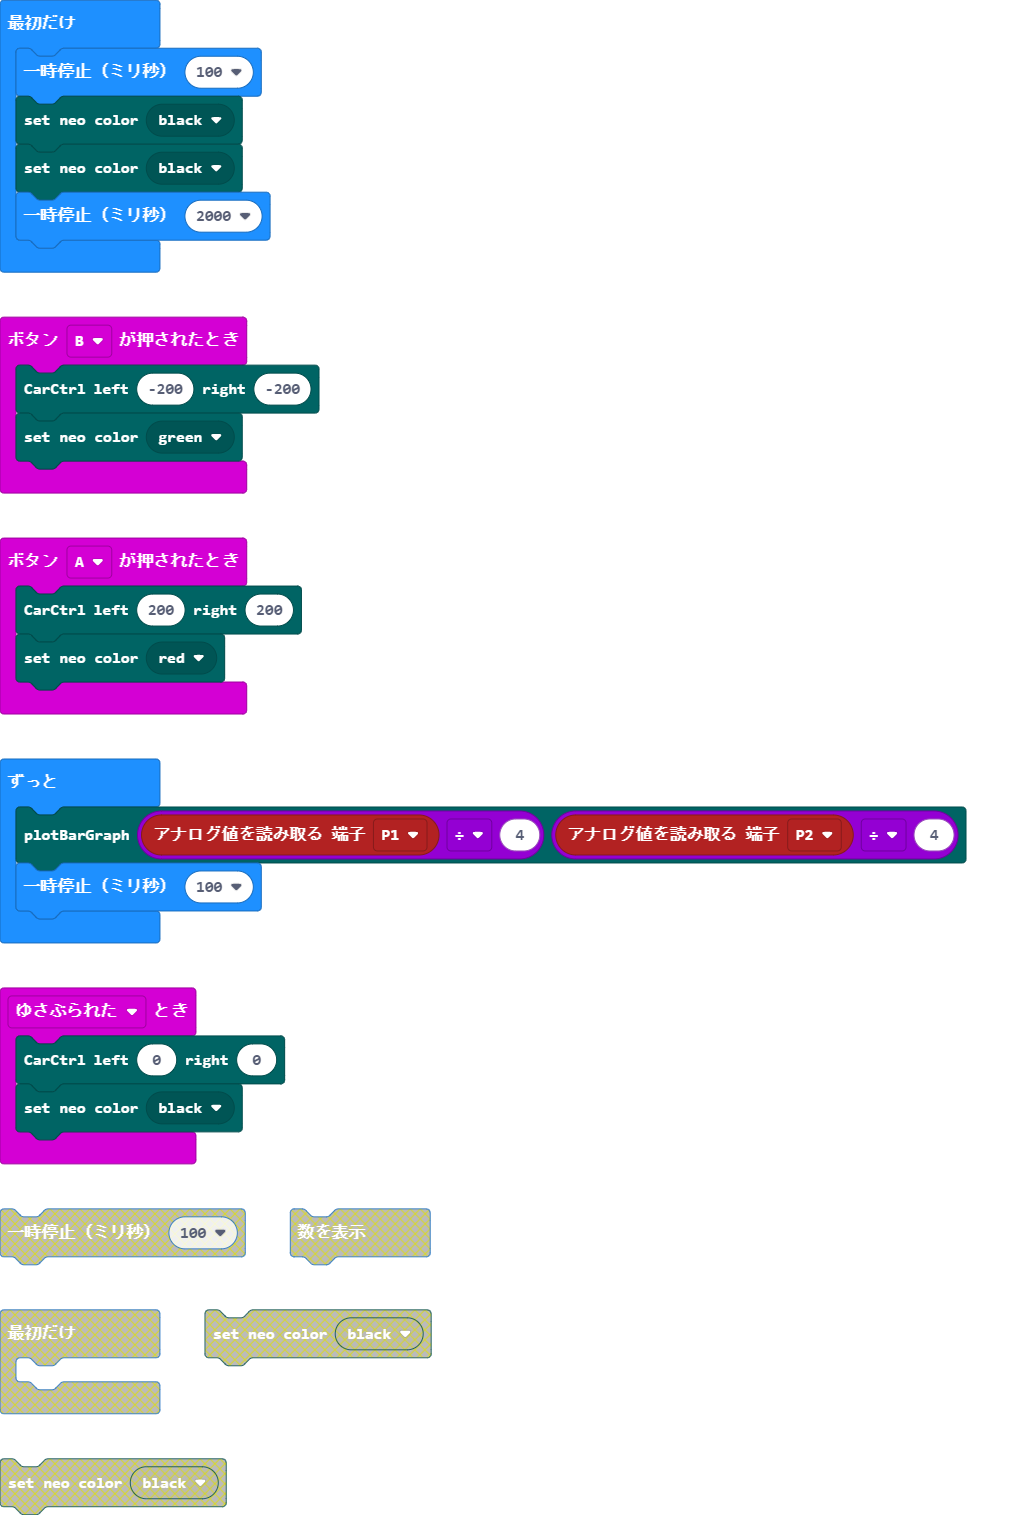 最初だけ
一時停止（ミリ秒） 100
set neo color black
set neo color black
一時停止（ミリ秒） 2000
ボタン B が押されたとき
CarCtrl left -200 right -200
set neo color green
ボタン A が押されたとき
CarCtrl left 200 right 200
set neo color red
ずっと
plotBarGraph アナログ値を読み取る 端子 P1 ÷ 4 アナログ値を読み取る 端子 P2 ÷ 4
一時停止（ミリ秒） 100
ゆさぶられた とき
CarCtrl left 0 right 0
set neo color black
一時停止（ミリ秒） 100 数を表示
最初だけ set neo color black
set neo color black